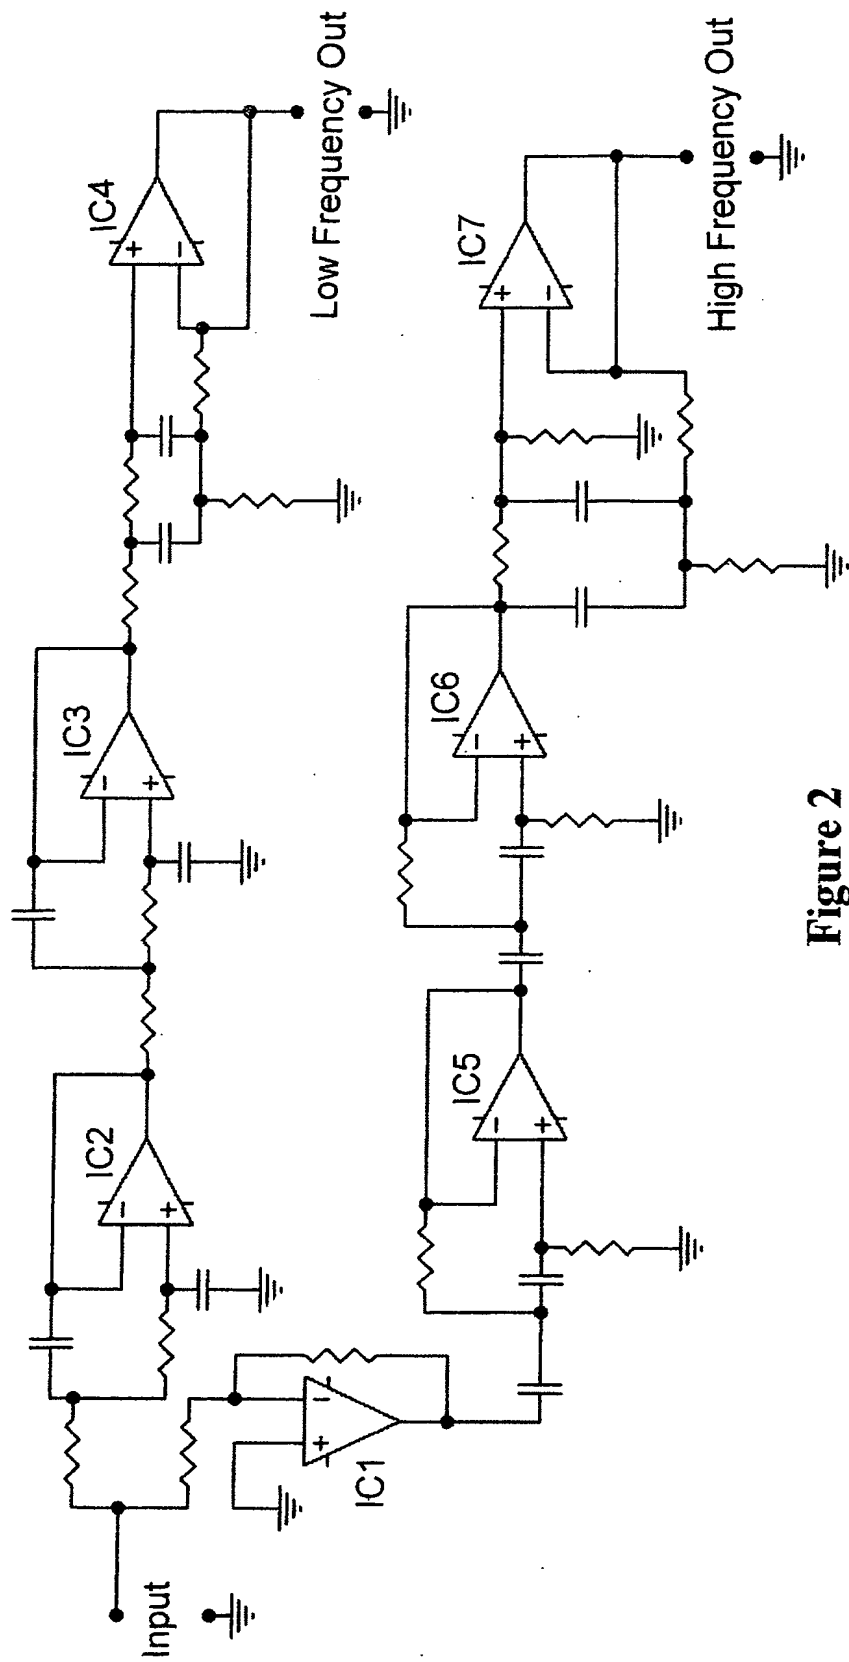 Input
IC1
IC2
IC3
IC4
Low Frequency Out
IC5
IC6
IC7
High Frequency Out
Figure 2